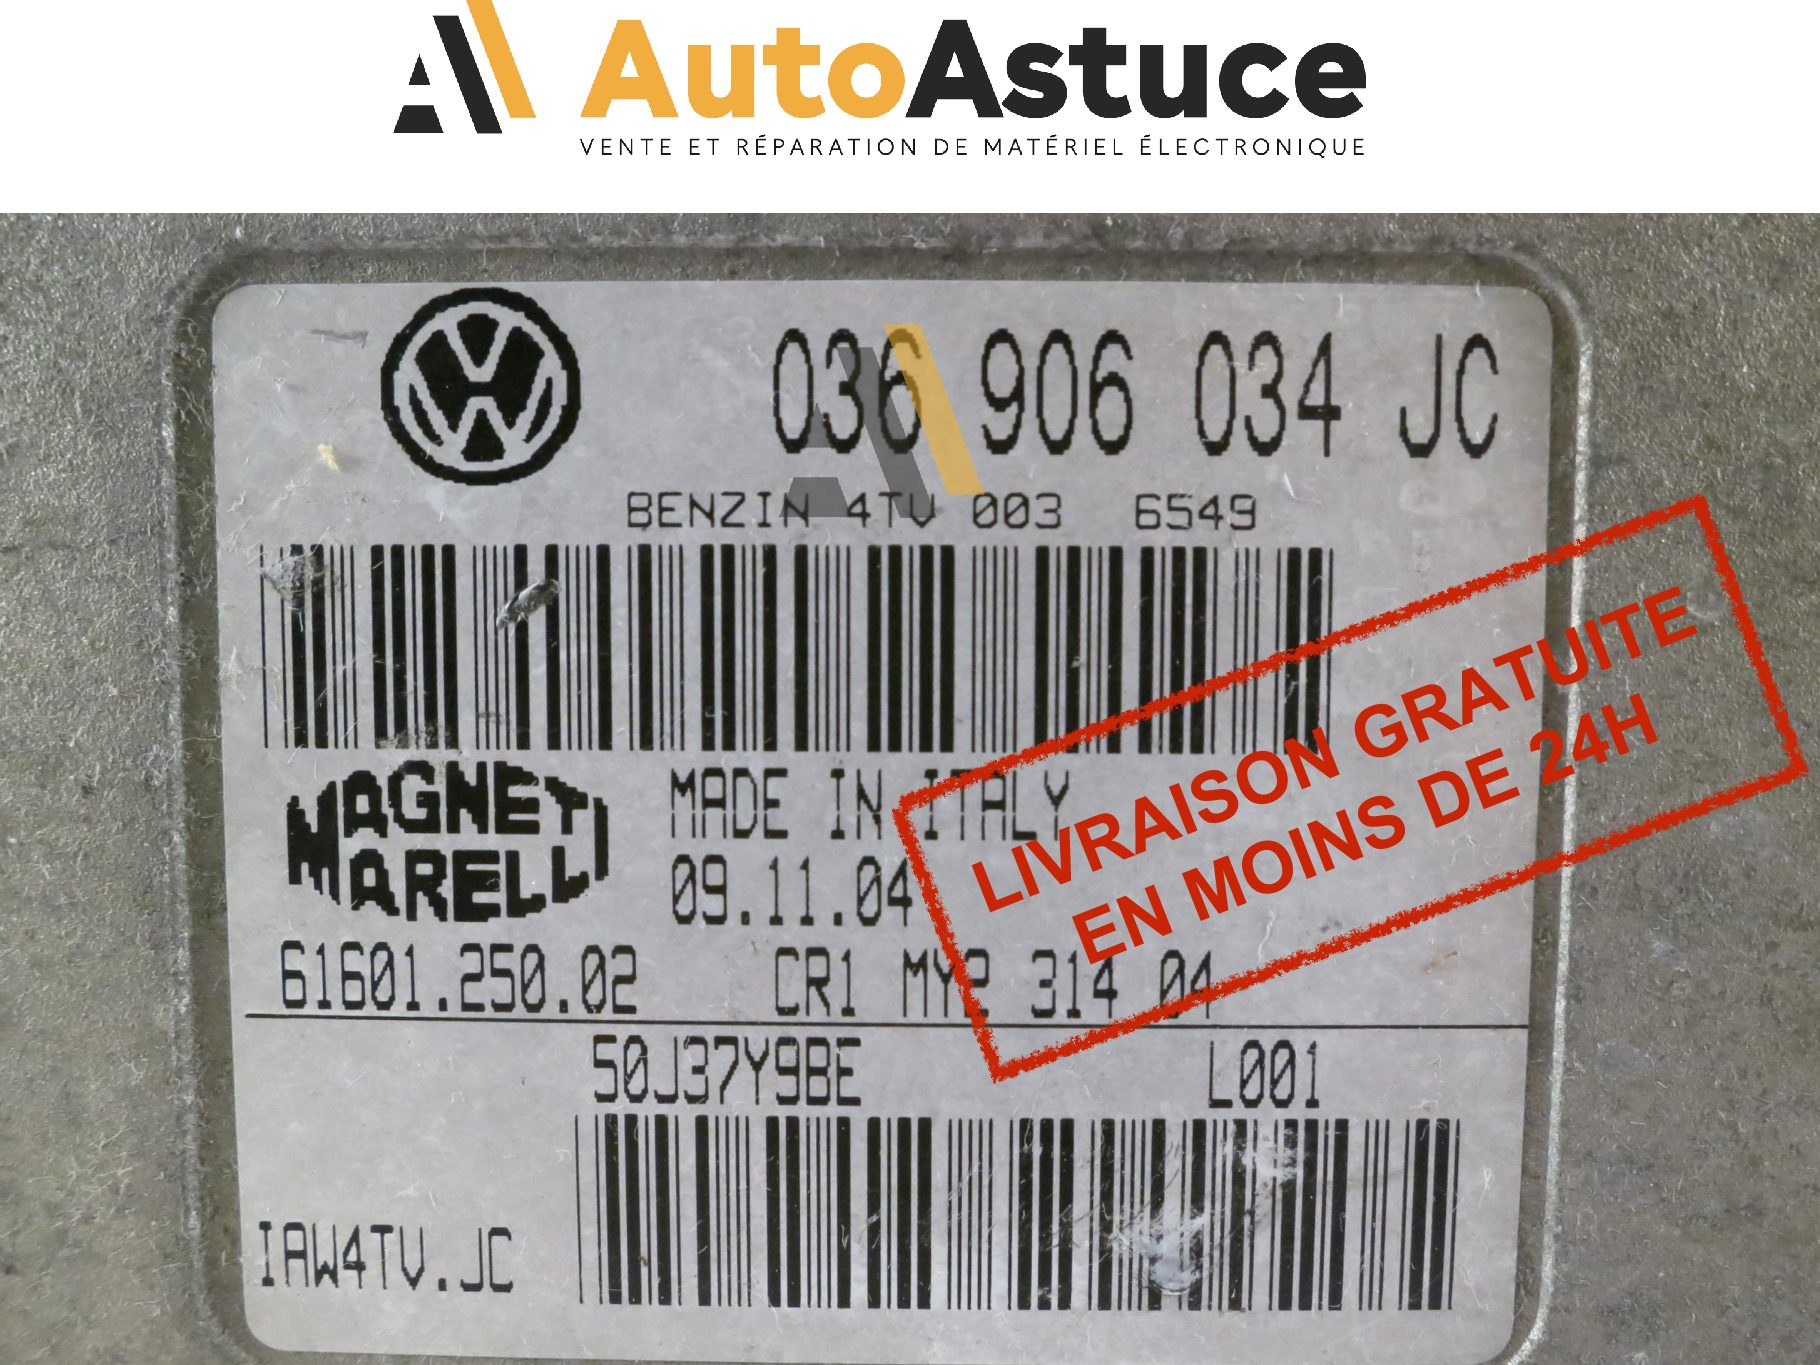 AutoAstuce
VENTE ET RÉPARATION DE MATÉRIEL ÉLECTRONIQUE
036 906 034 JC
BENZIN 4TV 003 6549
MAGNETI
MARELLI
MADE IN ITALY
09.11.04
LIVRAISON GRATUITE
EN MOINS DE 24H
61601.250.02 CR1 MY2 314 04
50J37Y9BE L001
IAW4TV.JC